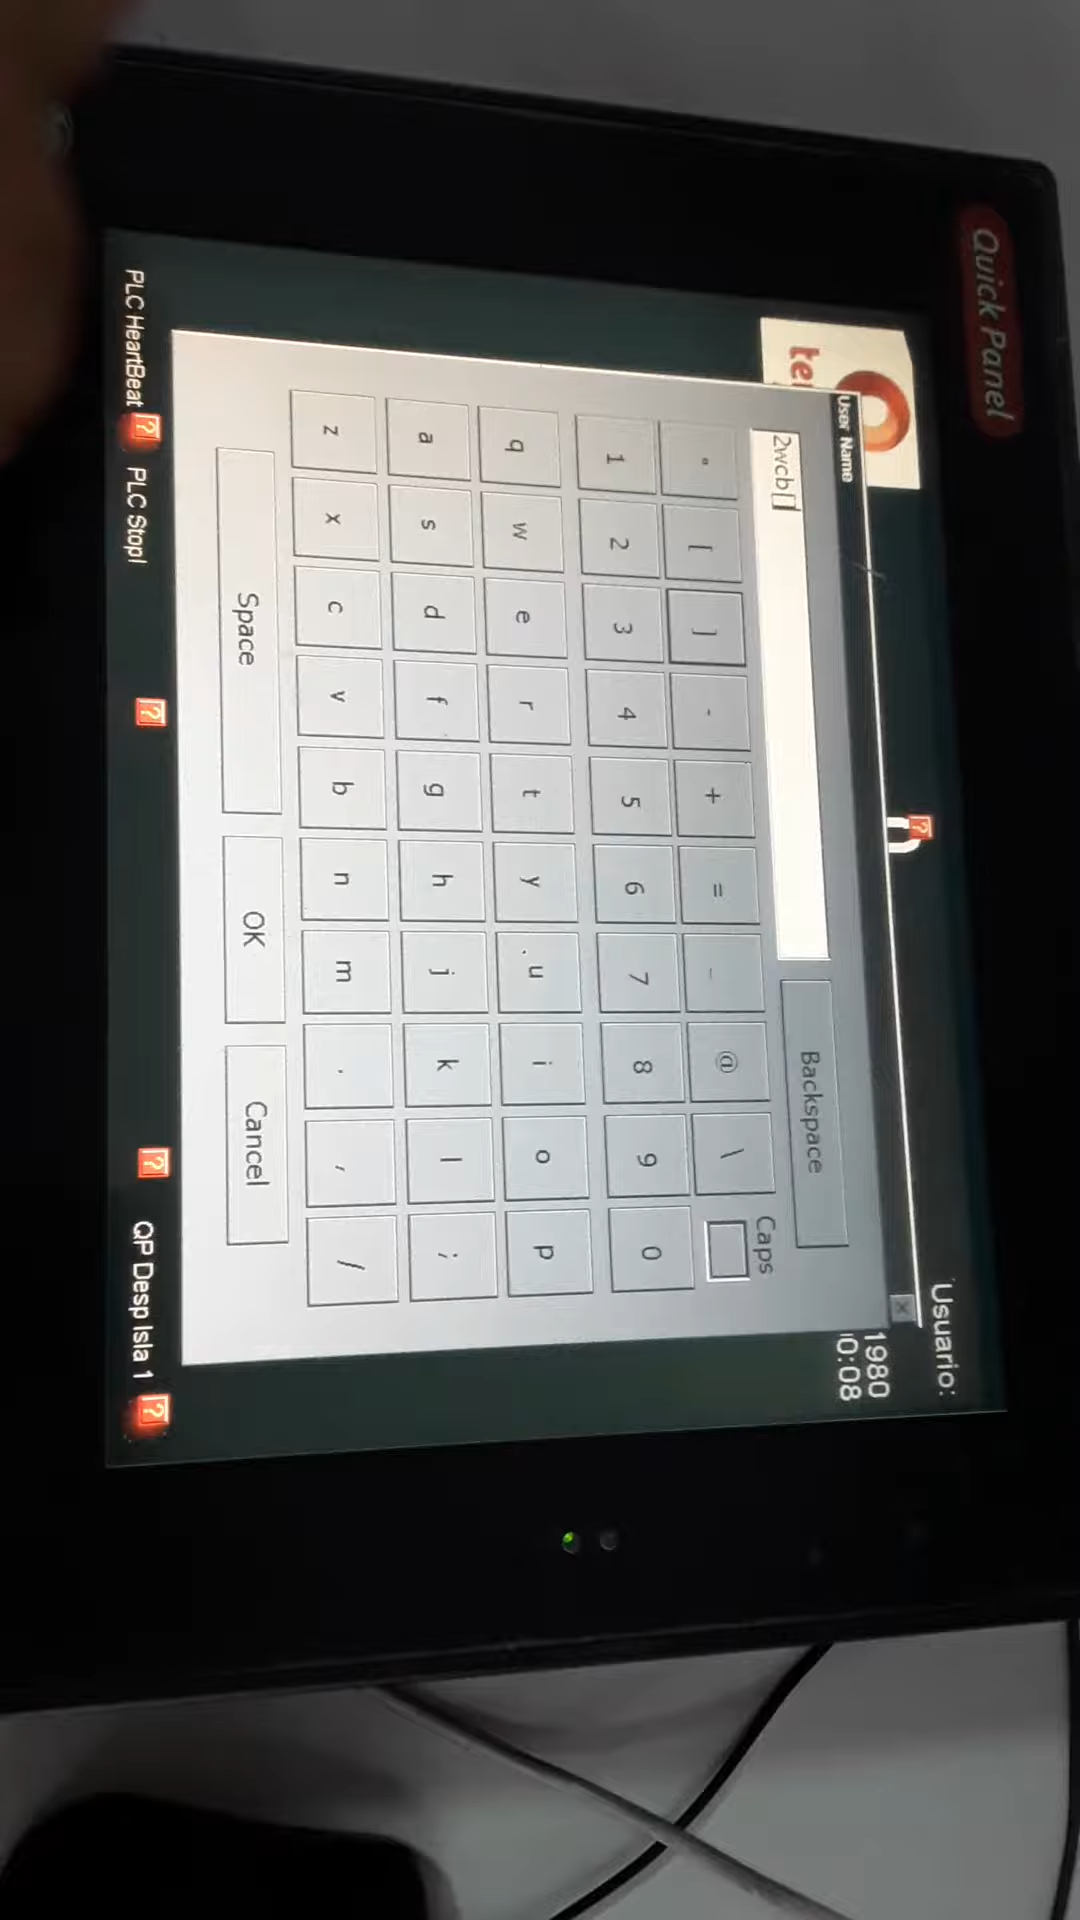 Quick Panel
Usuario:
te
1980
0:08
User Name
2wcb[]
Backspace
Caps
[ ] - + = _ @ \
1 2 3 4 5 6 7 8 9 0
q w e r t y u i o p
a s d f g h j k l ;
z x c v b n m . , /
Space OK Cancel
PLC HeartBeat ? PLC Stop! ? ? QP Desp Isla 1 ?